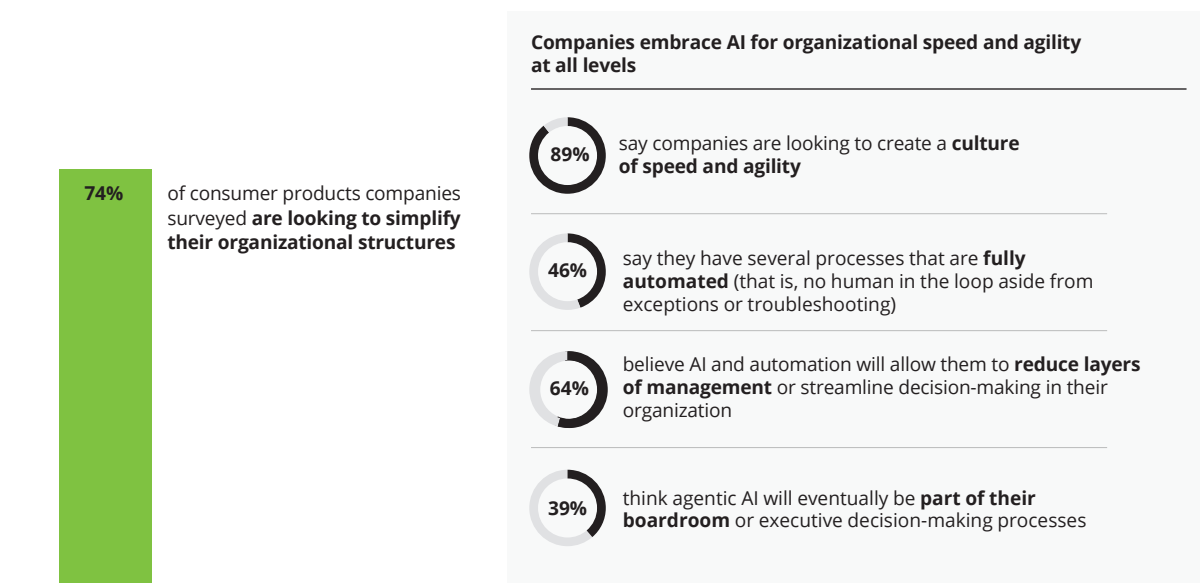 74%
of consumer products companies
surveyed are looking to simplify
their organizational structures
Companies embrace AI for organizational speed and agility
at all levels
89%
say companies are looking to create a culture
of speed and agility
46%
say they have several processes that are fully
automated (that is, no human in the loop aside from
exceptions or troubleshooting)
64%
believe AI and automation will allow them to reduce layers
of management or streamline decision-making in their
organization
39%
think agentic AI will eventually be part of their
boardroom or executive decision-making processes